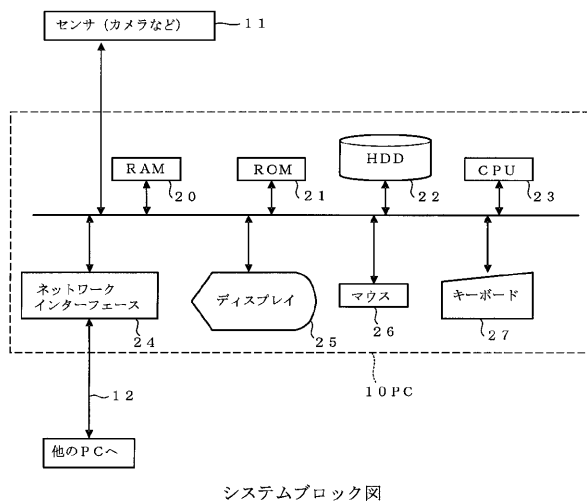 センサ（カメラなど）
11
RAM
20
ROM
21
HDD
22
CPU
23
ネットワーク
インターフェース
24
ディスプレイ
25
マウス
26
キーボード
27
10PC
12
他のPCへ
システムブロック図